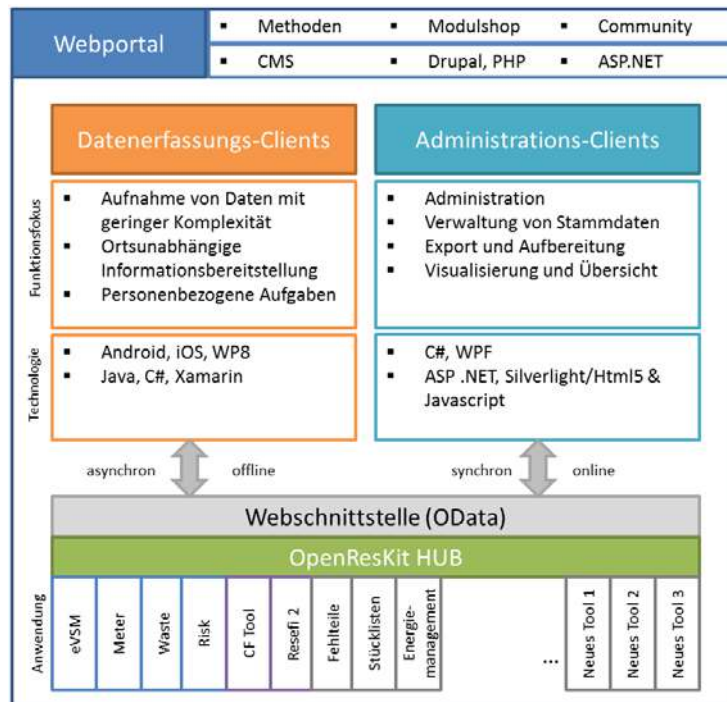 Webportal
▪ Methoden ▪ Modulshop ▪ Community
▪ CMS ▪ Drupal, PHP ▪ ASP.NET
Datenerfassungs-Clients
Administrations-Clients
Funktionsfokus
▪ Aufnahme von Daten mit
geringer Komplexität
▪ Ortsunabhängige
Informationsbereitstellung
▪ Personenbezogene Aufgaben
▪ Administration
▪ Verwaltung von Stammdaten
▪ Export und Aufbereitung
▪ Visualisierung und Übersicht
Technologie
▪ Android, iOS, WP8
▪ Java, C#, Xamarin
▪ C#, WPF
▪ ASP .NET, Silverlight/Html5 &
Javascript
asynchron offline
synchron online
Webschnittstelle (OData)
OpenResKit HUB
Anwendung
eVSM
Meter
Waste
Risk
CF Tool
Resefi 2
Fehlteile
Stücklisten
Energie-
management
...
Neues Tool 1
Neues Tool 2
Neues Tool 3